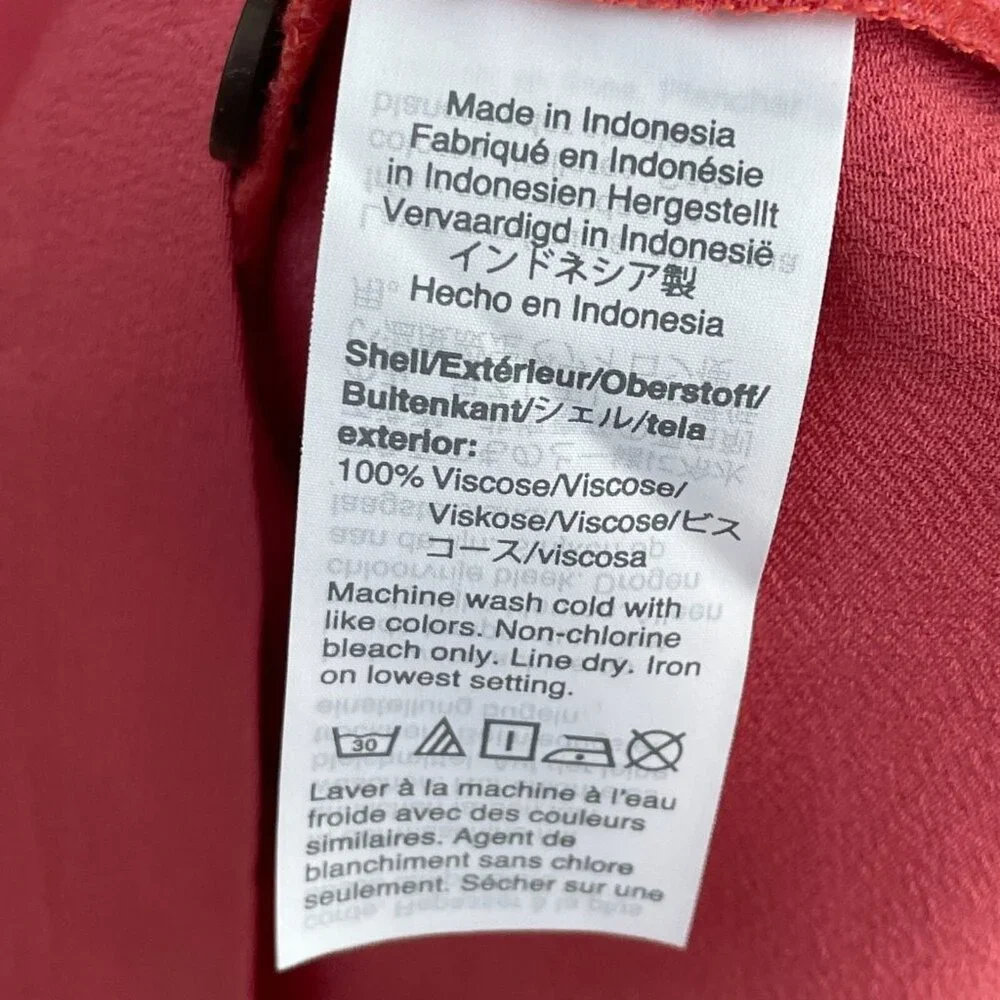 Made in Indonesia
Fabriqué en Indonésie
in Indonesien Hergestellt
Vervaardigd in Indonesië
インドネシア製
Hecho en Indonesia
Shell/Extérieur/Oberstoff/
Buitenkant/シェル/tela
exterior:
100% Viscose/Viscose/
Viskose/Viscose/ビス
コース/viscosa
Machine wash cold with
like colors. Non-chlorine
bleach only. Line dry. Iron
on lowest setting.
30
Laver à la machine à l'eau
froide avec des couleurs
similaires. Agent de
blanchiment sans chlore
seulement. Sécher sur une